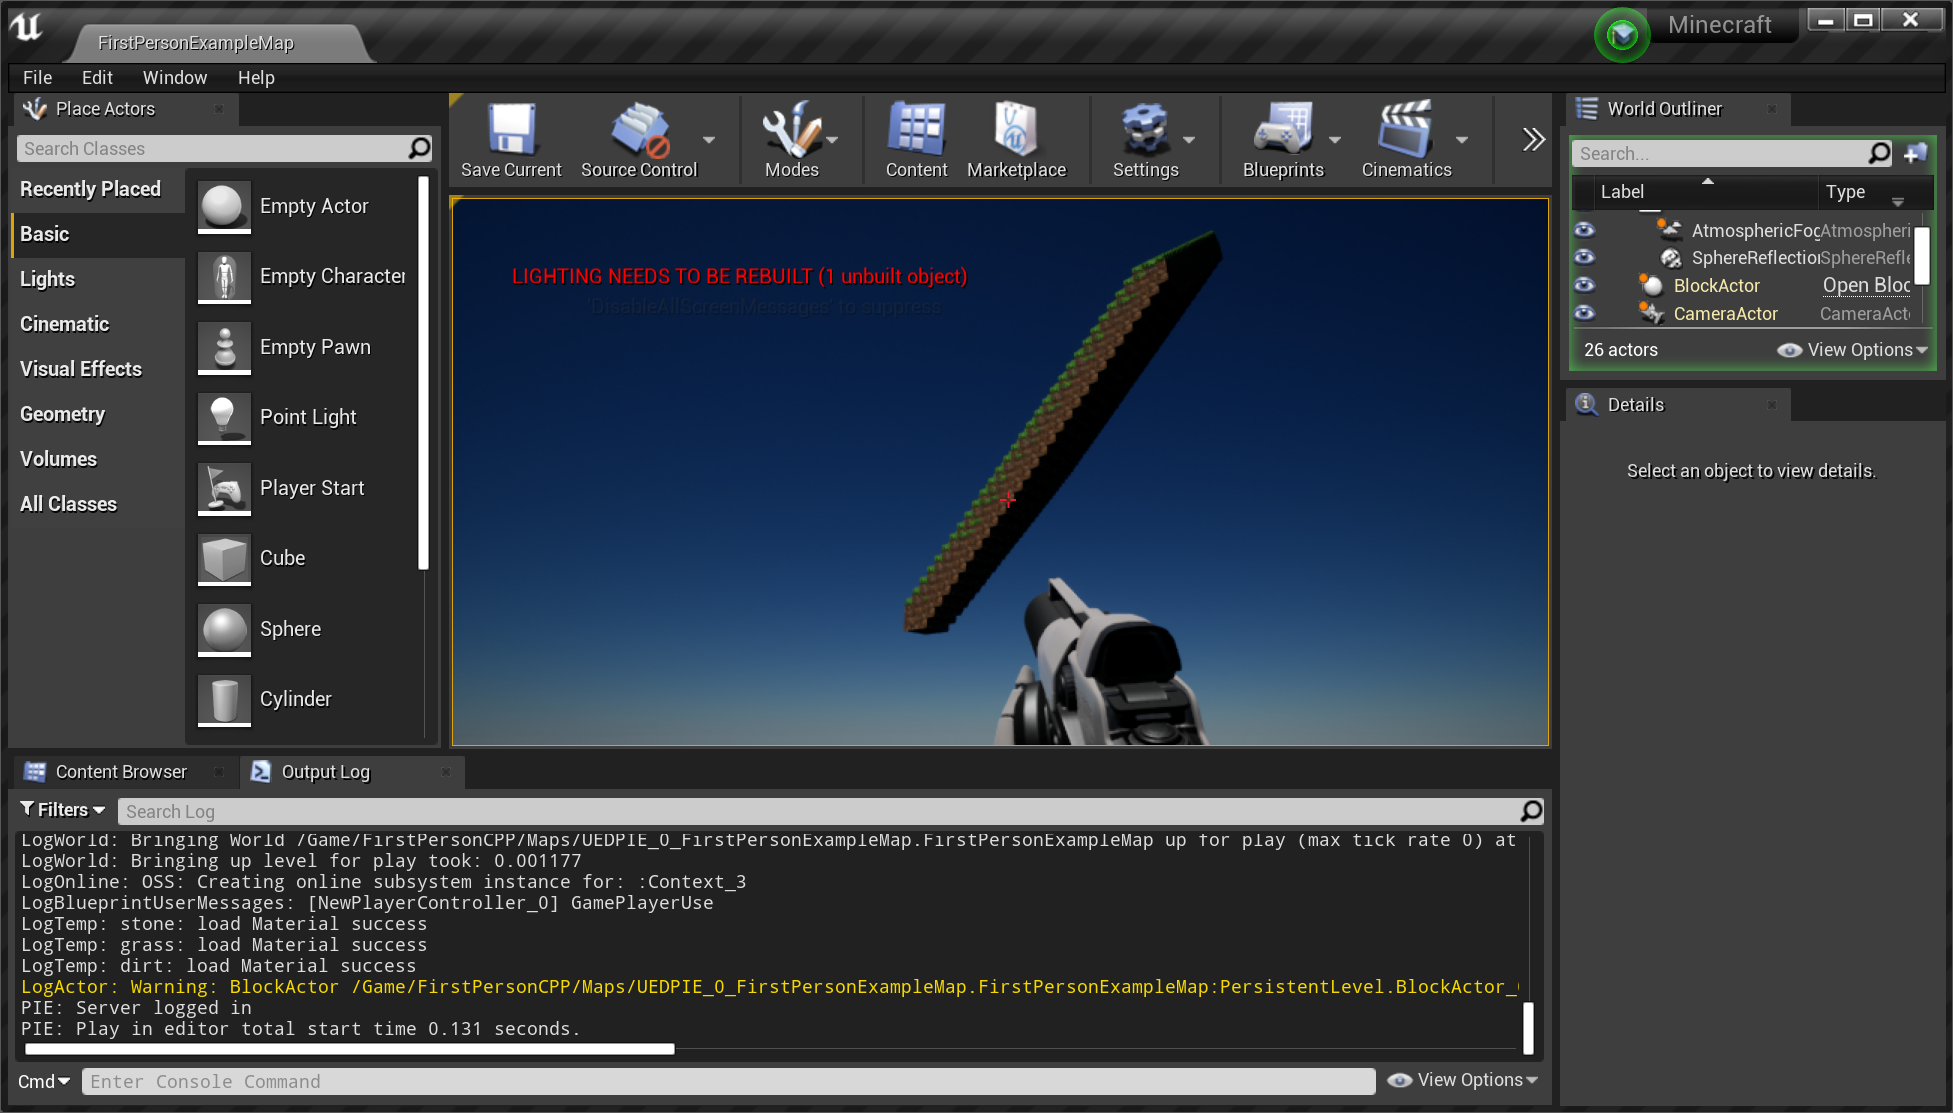 FirstPersonExampleMap
Minecraft
File Edit Window Help
Place Actors
Search Classes
Recently Placed
Basic
Lights
Cinematic
Visual Effects
Geometry
Volumes
All Classes
Empty Actor
Empty Character
Empty Pawn
Point Light
Player Start
Cube
Sphere
Cylinder
Save Current Source Control Modes Content Marketplace Settings Blueprints Cinematics
LIGHTING NEEDS TO BE REBUILT (1 unbuilt object)
'DisableAllScreenMessages' to suppress
World Outliner
Search...
Label Type
AtmosphericFog Atmospheri
SphereReflection SphereRefle
BlockActor Open Bloc
CameraActor CameraActo
26 actors View Options
Details
Select an object to view details.
Content Browser Output Log
Filters Search Log
LogWorld: Bringing World /Game/FirstPersonCPP/Maps/UEDPIE_0_FirstPersonExampleMap.FirstPersonExampleMap up for play (max tick rate 0) at
LogWorld: Bringing up level for play took: 0.001177
LogOnline: OSS: Creating online subsystem instance for: :Context_3
LogBlueprintUserMessages: [NewPlayerController_0] GamePlayerUse
LogTemp: stone: load Material success
LogTemp: grass: load Material success
LogTemp: dirt: load Material success
LogActor: Warning: BlockActor /Game/FirstPersonCPP/Maps/UEDPIE_0_FirstPersonExampleMap.FirstPersonExampleMap:PersistentLevel.BlockActor_
PIE: Server logged in
PIE: Play in editor total start time 0.131 seconds.
Cmd Enter Console Command View Options